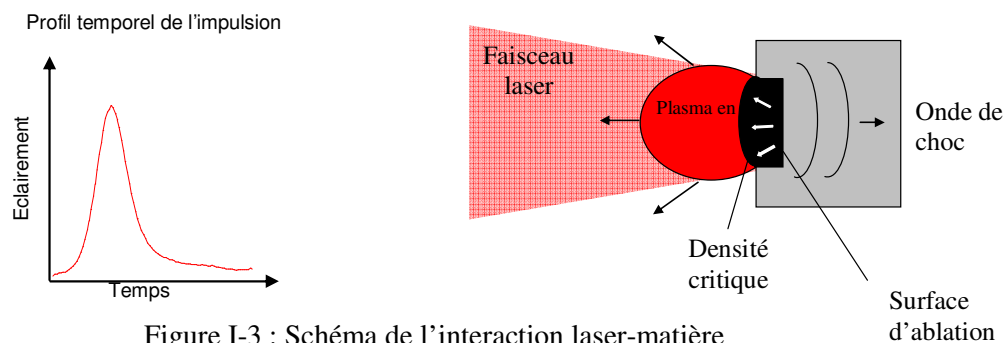 Profil temporel de l'impulsion
Eclairement
Temps
Faisceau
laser
Plasma en
Onde de
choc
Densité
critique
Surface
d'ablation
Figure I-3 : Schéma de l'interaction laser-matière